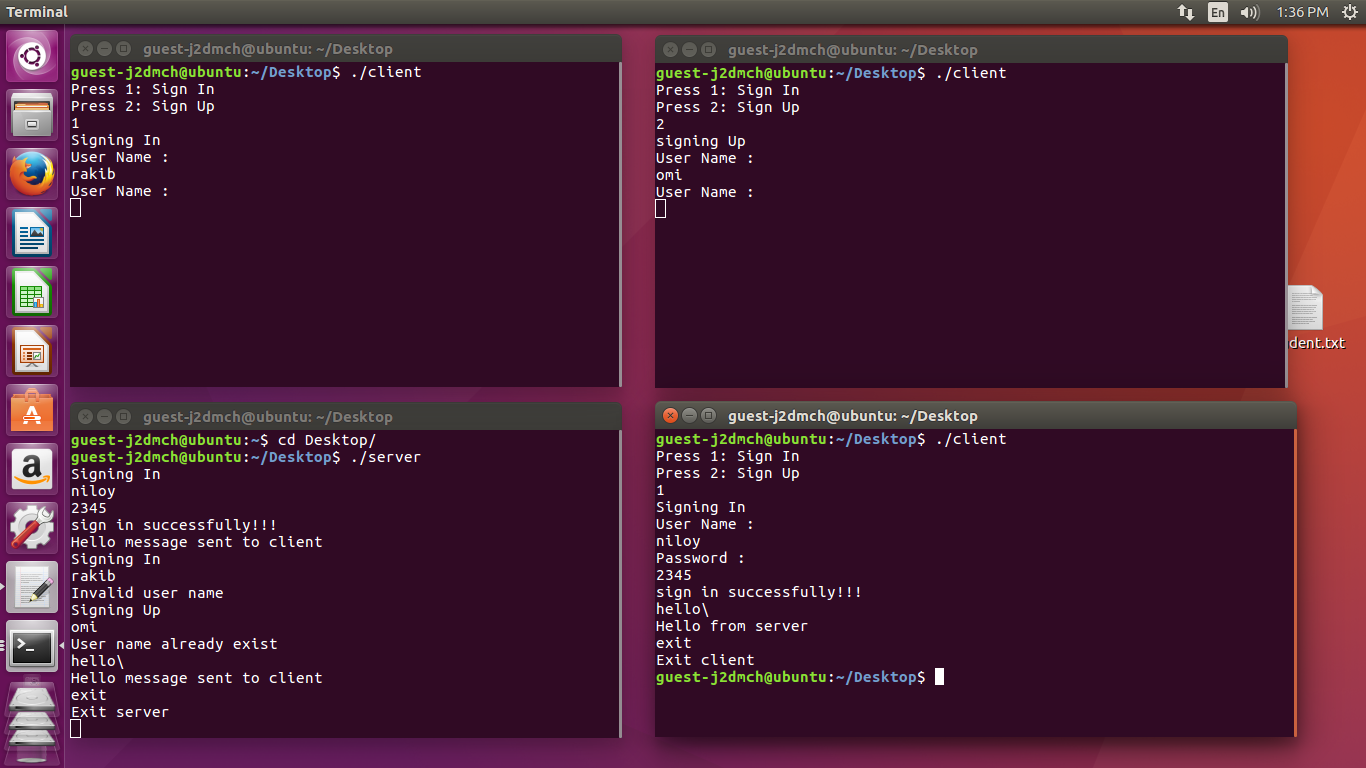 Terminal
En
1:36 PM
guest-j2dmch@ubuntu: ~/Desktop
guest-j2dmch@ubuntu:~/Desktop$ ./client
Press 1: Sign In
Press 2: Sign Up
1
Signing In
User Name :
rakib
User Name :
guest-j2dmch@ubuntu: ~/Desktop
guest-j2dmch@ubuntu:~/Desktop$ ./client
Press 1: Sign In
Press 2: Sign Up
2
signing Up
User Name :
omi
User Name :
dent.txt
guest-j2dmch@ubuntu: ~/Desktop
guest-j2dmch@ubuntu:~$ cd Desktop/
guest-j2dmch@ubuntu:~/Desktop$ ./server
Signing In
niloy
2345
sign in successfully!!!
Hello message sent to client
Signing In
rakib
Invalid user name
Signing Up
omi
User name already exist
hello\
Hello message sent to client
exit
Exit server
guest-j2dmch@ubuntu: ~/Desktop
guest-j2dmch@ubuntu:~/Desktop$ ./client
Press 1: Sign In
Press 2: Sign Up
1
Signing In
User Name :
niloy
Password :
2345
sign in successfully!!!
hello\
Hello from server
exit
Exit client
guest-j2dmch@ubuntu:~/Desktop$